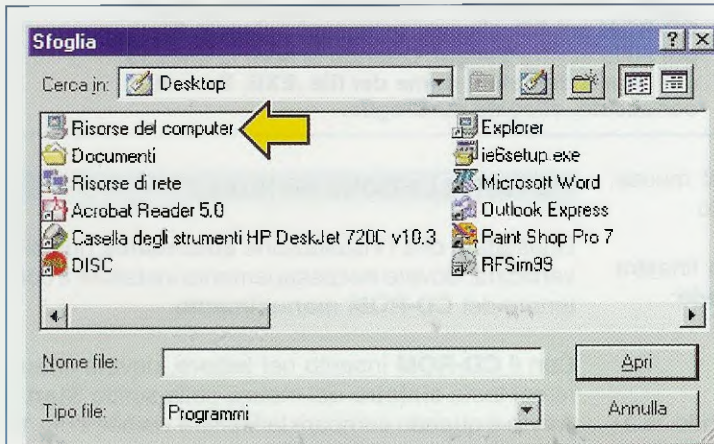 Sfoglia
Cerca in: Desktop
Risorse del computer
Documenti
Risorse di rete
Acrobat Reader 5.0
Casella degli strumenti HP DeskJet 720C v10.3
DISC
Explorer
ie6setup.exe
Microsoft Word
Outlook Express
Paint Shop Pro 7
RFSim99
Nome file:
Apri
Tipo file: Programmi
Annulla